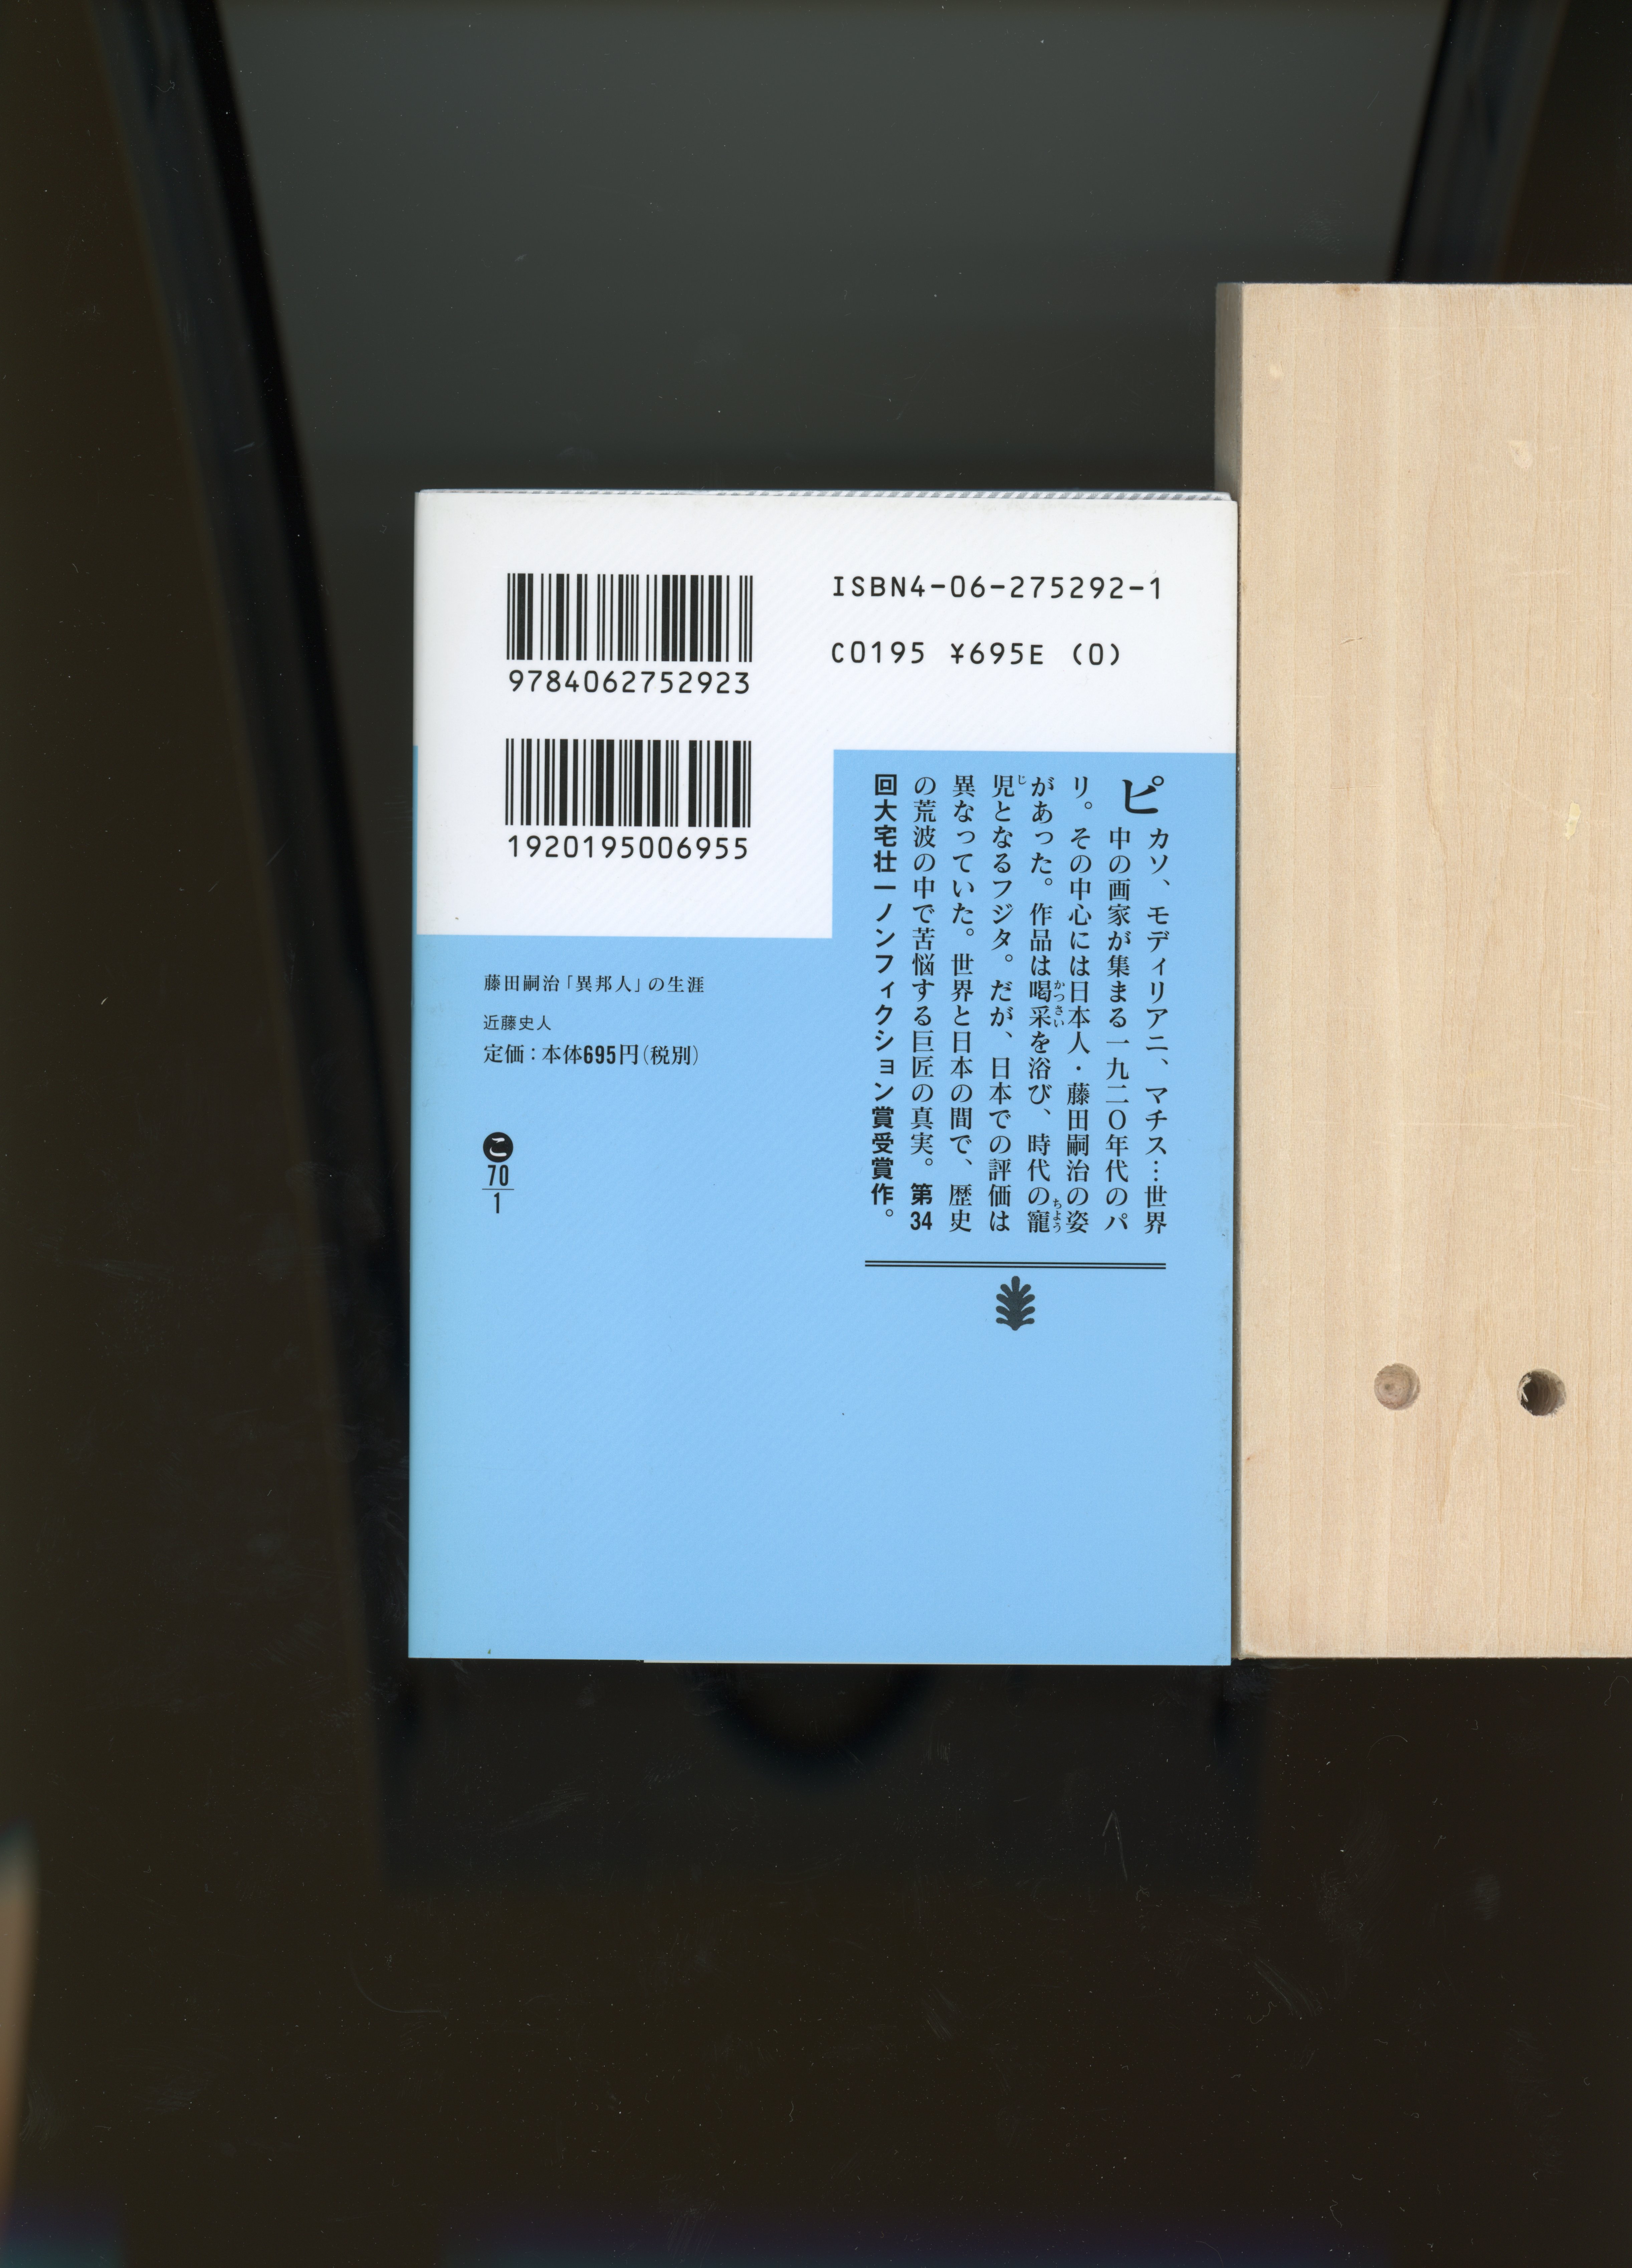 ISBN4-06-275292-1
C0195 ¥695E (0)
9784062752923
1920195006955
ピカソ、モディリアニ、マチス…世界
中の画家が集まる一九二〇年代のパ
リ。その中心には日本人・藤田嗣治の姿
があった。作品は喝采を浴び、時代の寵
児となるフジタ。だが、日本での評価は
異なっていた。世界と日本の間で、歴史
の荒波の中で苦悩する巨匠の真実。第34
回大宅壮一ノンフィクション賞受賞作。
かっさい
ちょう
じ
藤田嗣治「異邦人」の生涯
近藤史人
定価：本体695円（税別）
こ
70
1